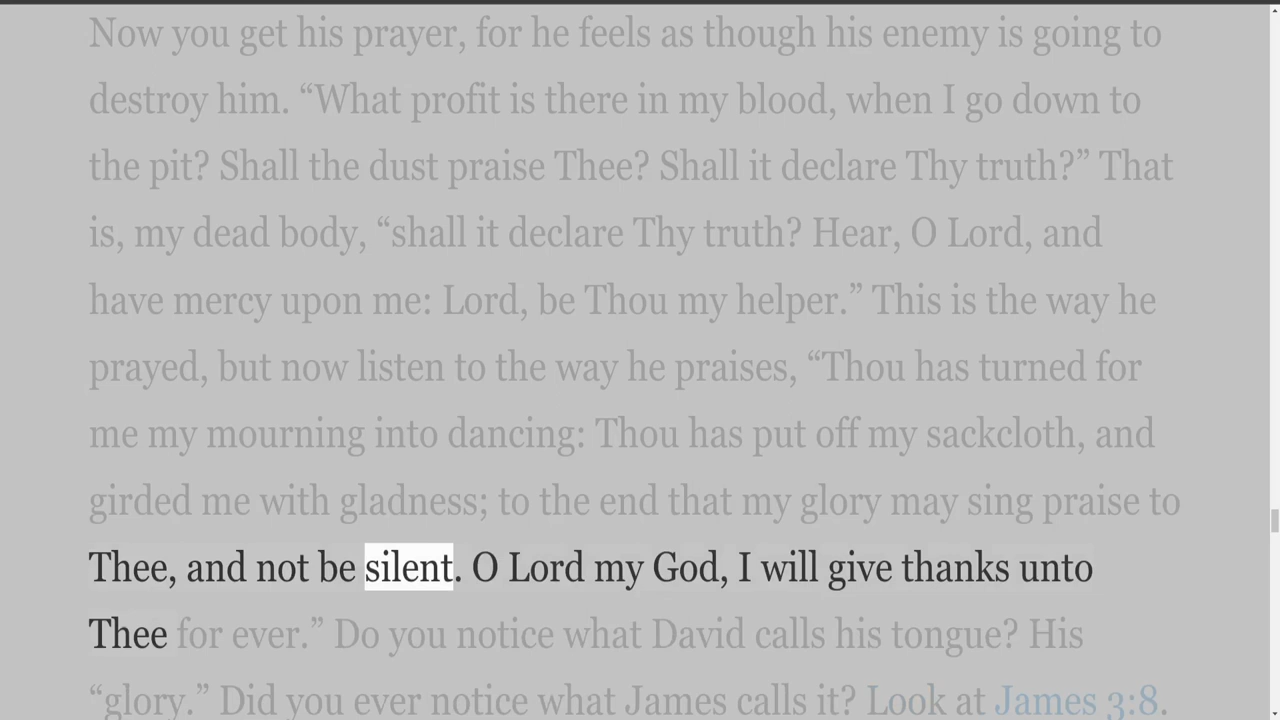 Now you get his prayer, for he feels as though his enemy is going to
destroy him. “What profit is there in my blood, when I go down to
the pit? Shall the dust praise Thee? Shall it declare Thy truth?” That
is, my dead body, “shall it declare Thy truth? Hear, O Lord, and
have mercy upon me: Lord, be Thou my helper.” This is the way he
prayed, but now listen to the way he praises, “Thou has turned for
me my mourning into dancing: Thou has put off my sackcloth, and
girded me with gladness; to the end that my glory may sing praise to
Thee, and not be silent. O Lord my God, I will give thanks unto
Thee for ever.” Do you notice what David calls his tongue? His
“glory.” Did you ever notice what James calls it? Look at James 3:8.